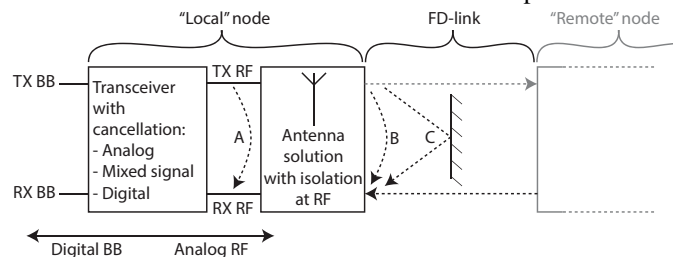 "Local" node
FD-link
"Remote" node
TX BB
TX RF
Transceiver
with
cancellation:
- Analog
- Mixed signal
- Digital
A
Antenna
solution
with isolation
at RF
B
C
RX BB
RX RF
Digital BB
Analog RF